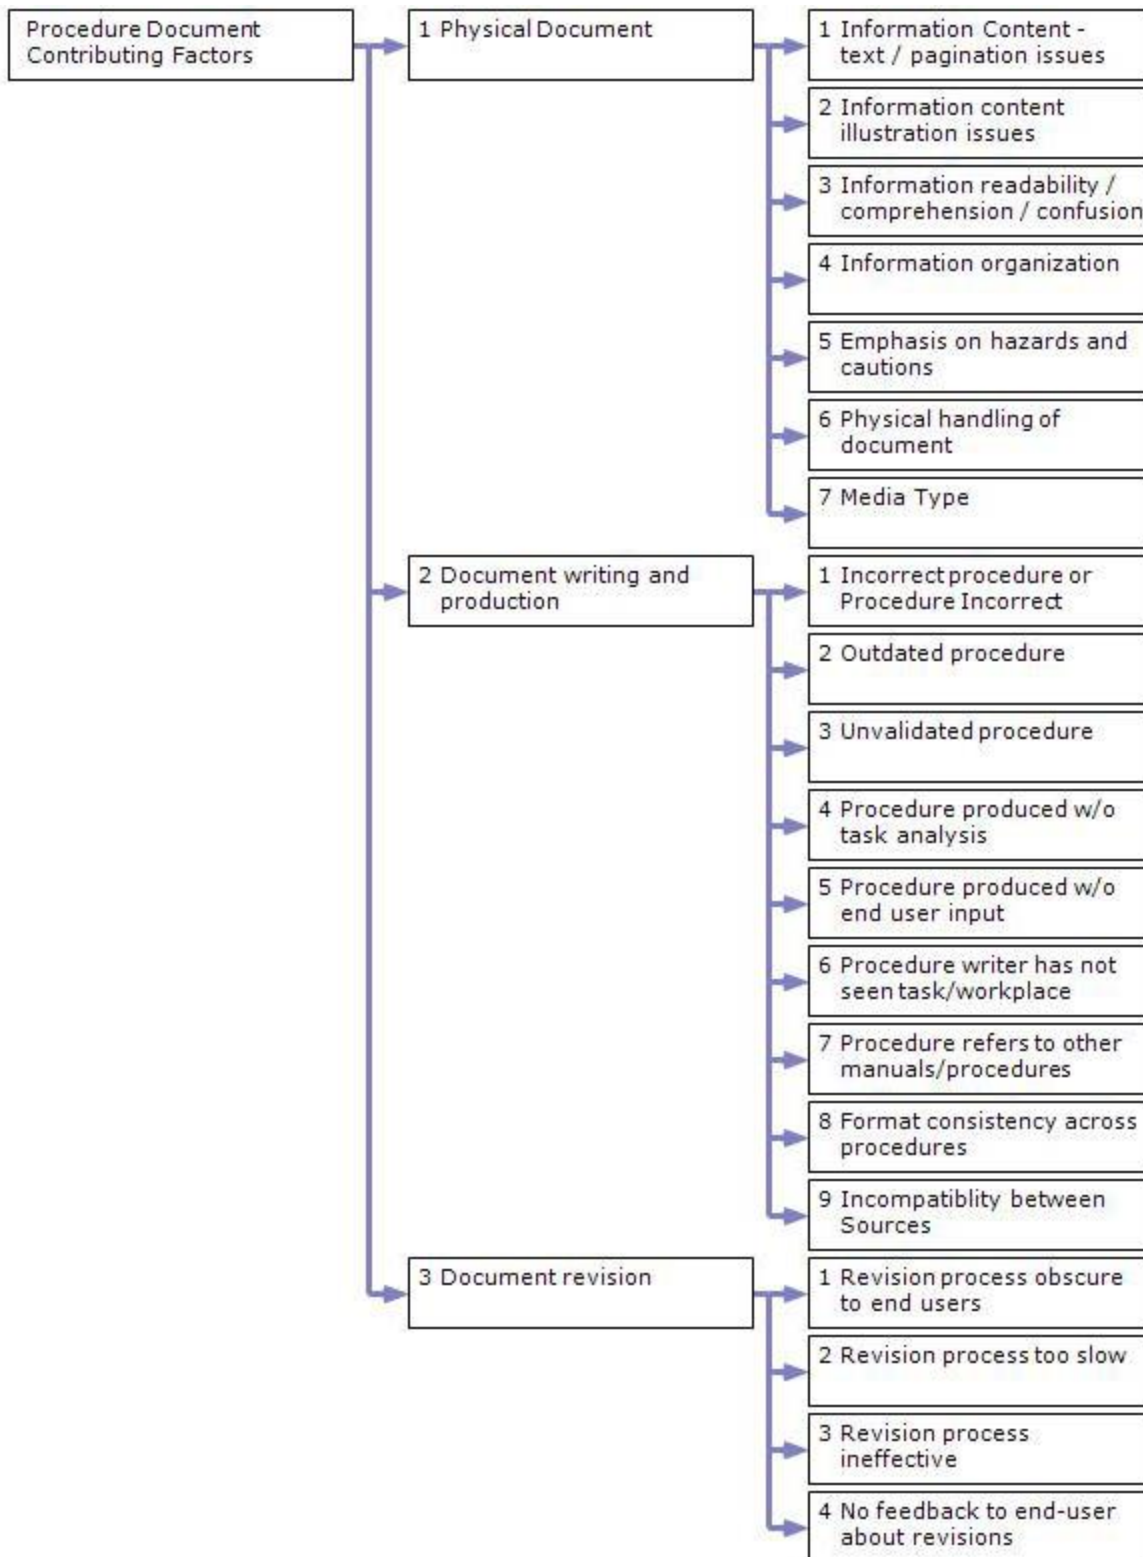 Procedure Document
Contributing Factors
1 Physical Document
1 Information Content -
text / pagination issues
2 Information content
illustration issues
3 Information readability /
comprehension / confusion
4 Information organization
5 Emphasis on hazards and
cautions
6 Physical handling of
document
7 Media Type
2 Document writing and
production
1 Incorrect procedure or
Procedure Incorrect
2 Outdated procedure
3 Unvalidated procedure
4 Procedure produced w/o
task analysis
5 Procedure produced w/o
end user input
6 Procedure writer has not
seen task/workplace
7 Procedure refers to other
manuals/procedures
8 Format consistency across
procedures
9 Incompatiblity between
Sources
3 Document revision
1 Revision process obscure
to end users
2 Revision process too slow
3 Revision process
ineffective
4 No feedback to end-user
about revisions